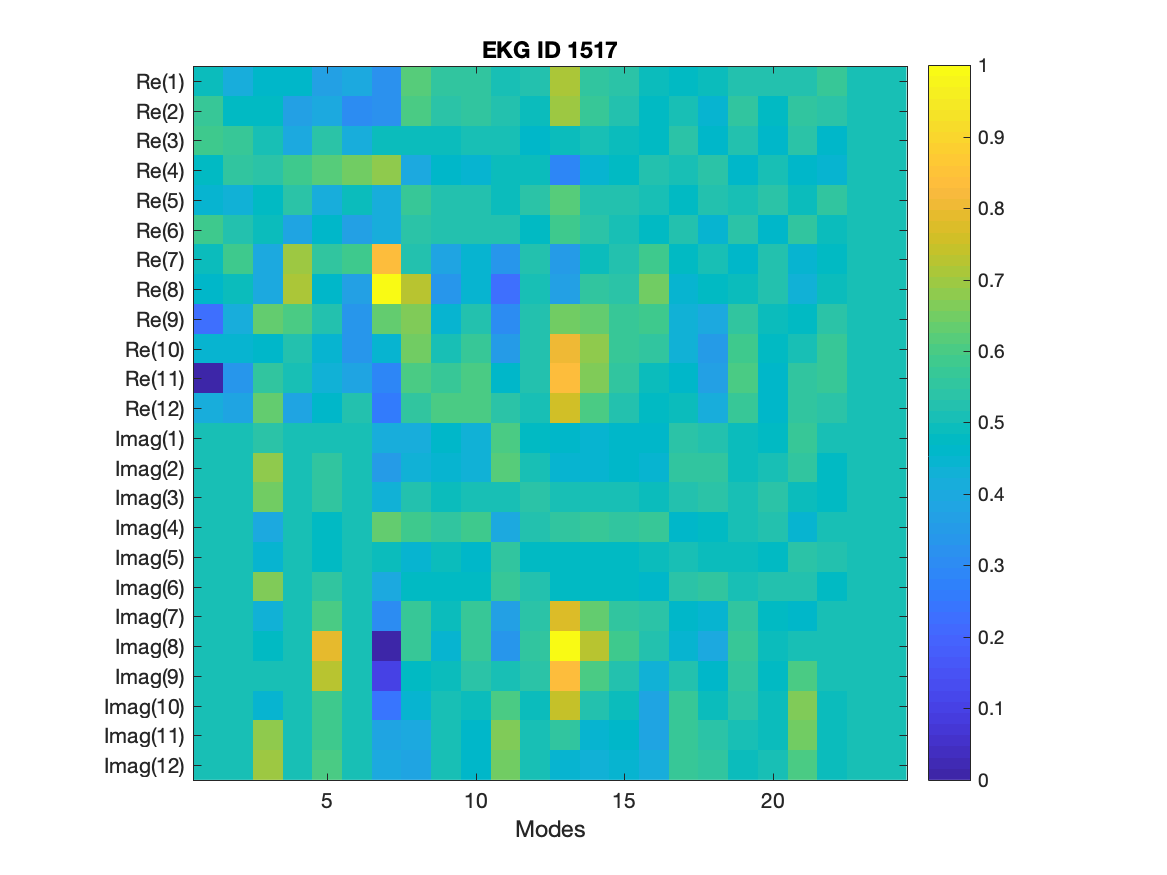 EKG ID 1517
Re(1)
Re(2)
Re(3)
Re(4)
Re(5)
Re(6)
Re(7)
Re(8)
Re(9)
Re(10)
Re(11)
Re(12)
Imag(1)
Imag(2)
Imag(3)
Imag(4)
Imag(5)
Imag(6)
Imag(7)
Imag(8)
Imag(9)
Imag(10)
Imag(11)
Imag(12)
5 10 15 20
Modes
1
0.9
0.8
0.7
0.6
0.5
0.4
0.3
0.2
0.1
0